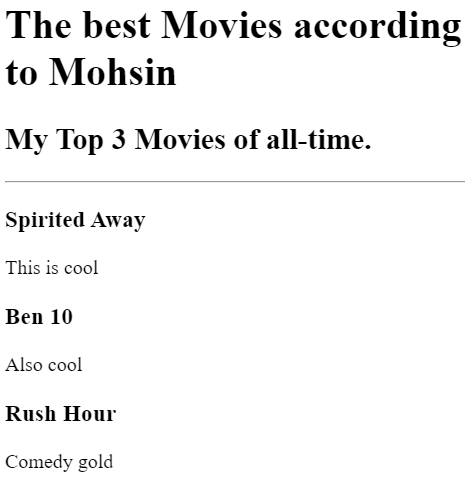 The best Movies according
to Mohsin
My Top 3 Movies of all-time.
Spirited Away
This is cool
Ben 10
Also cool
Rush Hour
Comedy gold